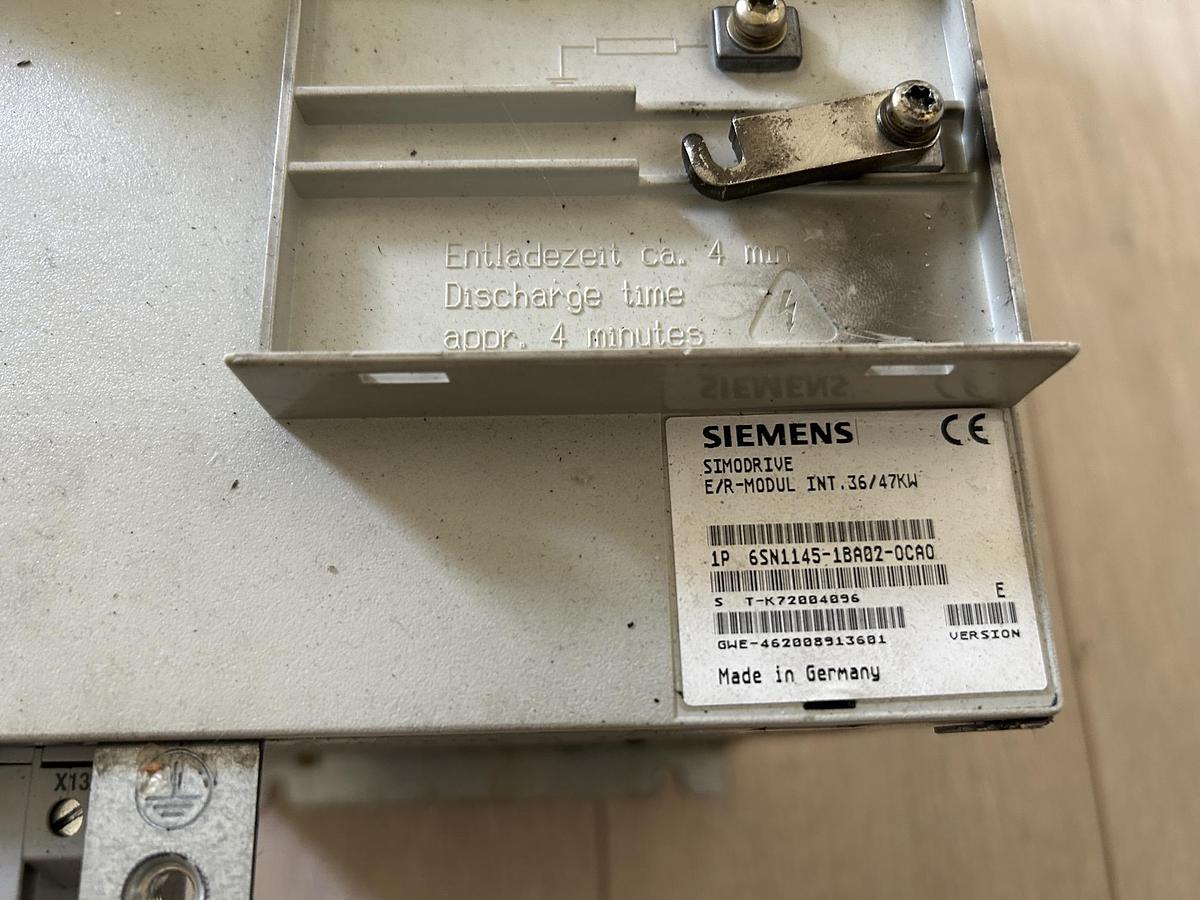 Entladezeit ca. 4 min
Discharge time
appr. 4 minutes
SIEMENS CE
SIMODRIVE
E/R-MODUL INT.36/47KW
1P 6SN1145-1BA02-0CA0
S T-K72004096
E
GWE-462008913601
VERSION
Made in Germany
X13